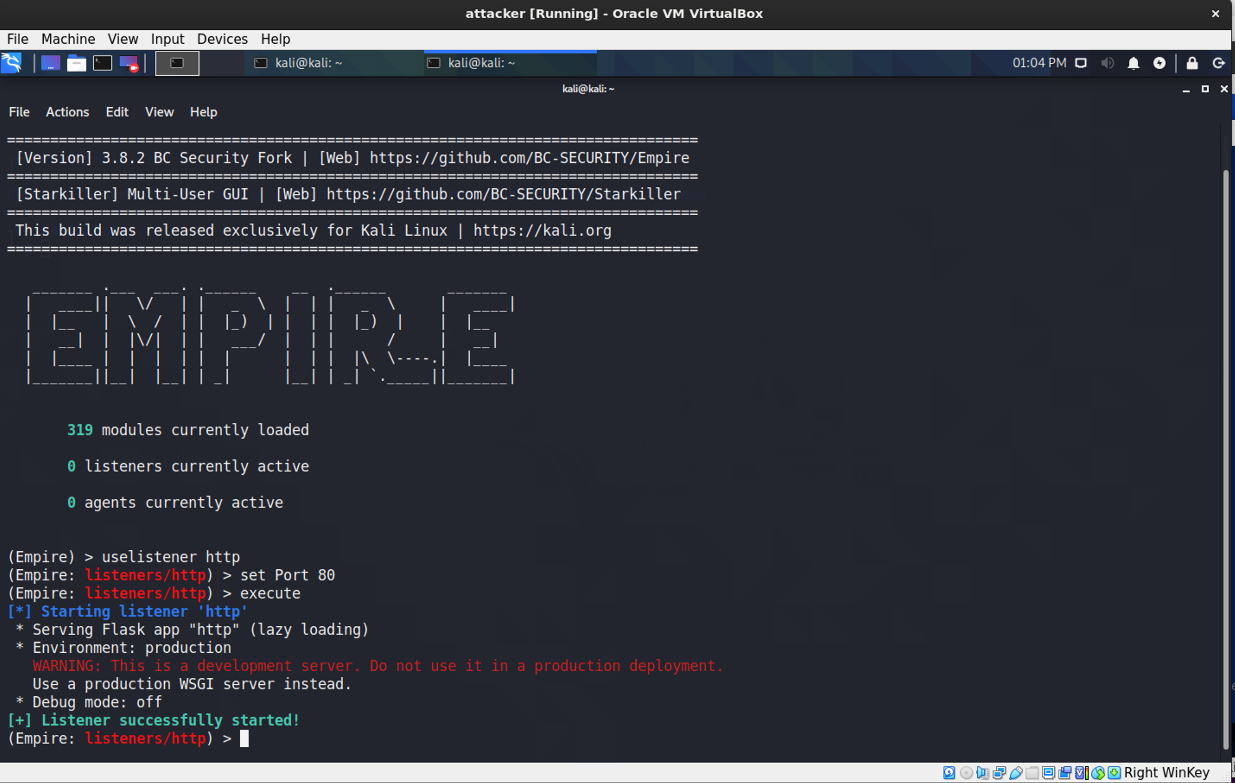 attacker [Running] - Oracle VM VirtualBox
File Machine View Input Devices Help
kali@kali: ~
kali@kali: ~
01:04 PM
kali@kali: ~
File Actions Edit View Help
================================================================================
[Version] 3.8.2 BC Security Fork | [Web] https://github.com/BC-SECURITY/Empire
================================================================================
[Starkiller] Multi-User GUI | [Web] https://github.com/BC-SECURITY/Starkiller
================================================================================
This build was released exclusively for Kali Linux | https://kali.org
================================================================================
EMPIRE
319 modules currently loaded
0 listeners currently active
0 agents currently active
(Empire) > uselistener http
(Empire: listeners/http) > set Port 80
(Empire: listeners/http) > execute
[*] Starting listener 'http'
* Serving Flask app "http" (lazy loading)
* Environment: production
WARNING: This is a development server. Do not use it in a production deployment.
Use a production WSGI server instead.
* Debug mode: off
[+] Listener successfully started!
(Empire: listeners/http) >
Right WinKey